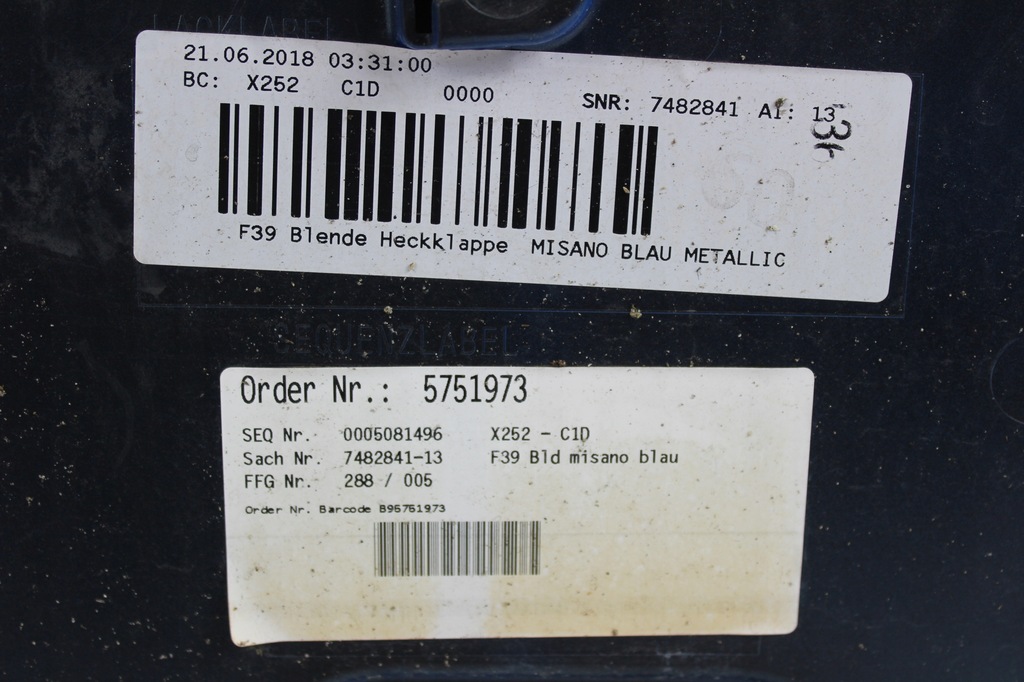 LACKLABEL
21.06.2018 03:31:00
BC: X252 C1D 0000 SNR: 7482841 AI: 13
F39 Blende Heckklappe MISANO BLAU METALLIC
SEQUENZLABEL
Order Nr.: 5751973
SEQ Nr. 0005081496 X252 - C1D
Sach Nr. 7482841-13 F39 Bld misano blau
FFG Nr. 288 / 005
Order Nr. Barcode B95751973